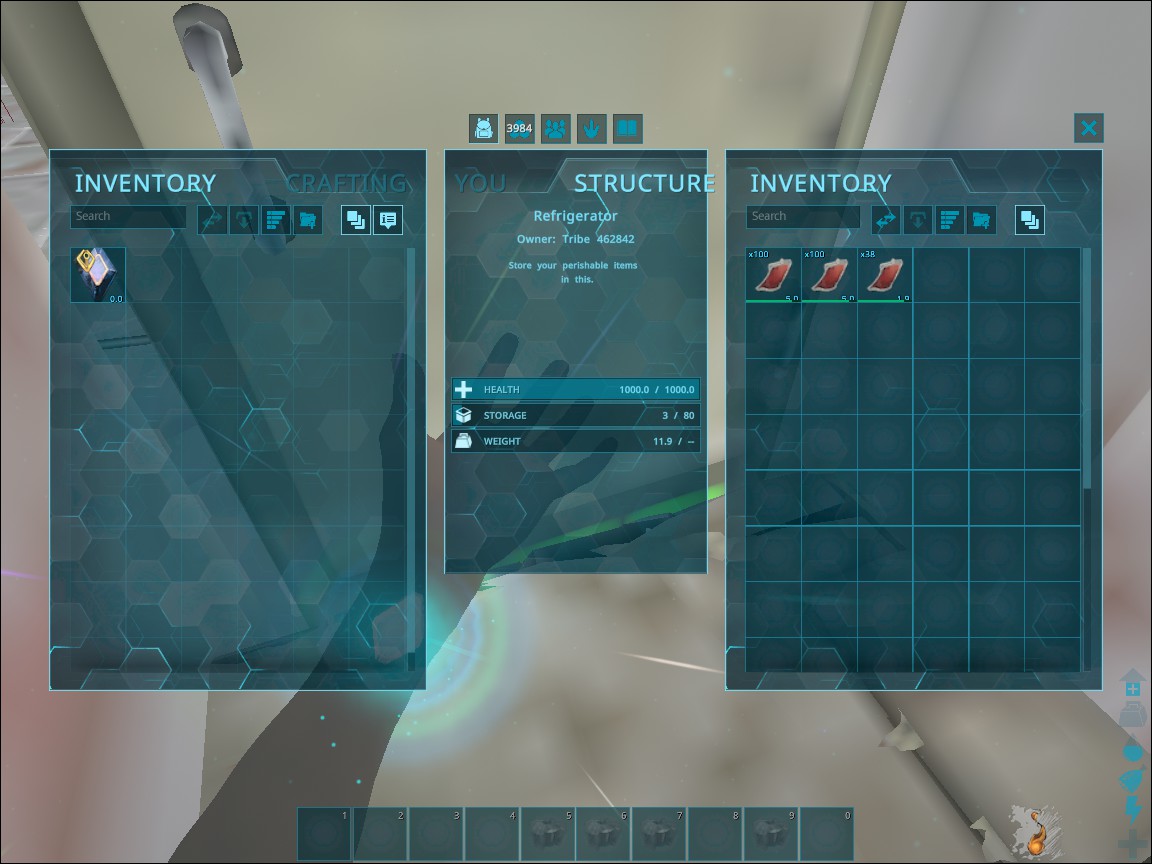 3984
INVENTORY
CRAFTING
YOU
STRUCTURE
INVENTORY
Search
Refrigerator
Search
Owner: Tribe 462842
Store your perishable items
in this.
0.0
x100
x100
x38
5.0
5.0
1.9
HEALTH
1000.0 / 1000.0
STORAGE
3 / 80
WEIGHT
11.9 / --
1
2
3
4
5
6
7
8
9
0